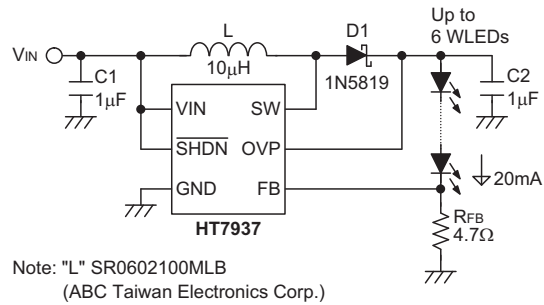 L
10μH
D1
1N5819
Up to
6 WLEDs
VIN
C1
1μF
C2
1μF
VIN
SW
SHDN
OVP
GND
FB
HT7937
20mA
RFB
4.7Ω
Note: "L" SR0602100MLB
(ABC Taiwan Electronics Corp.)